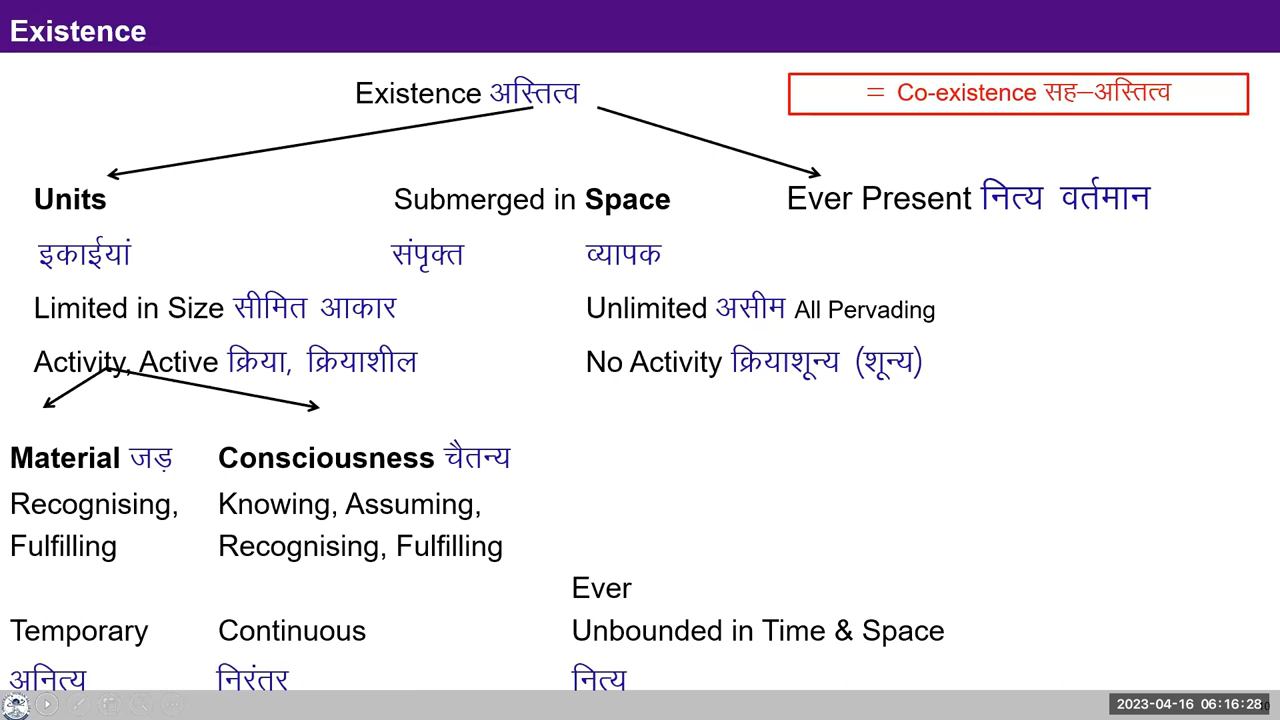 Existence
Existence अस्तित्व
= Co-existence सह–अस्तित्व
Units Submerged in Space Ever Present नित्य वर्तमान
इकाईयां संपृक्त व्यापक
Limited in Size सीमित आकार Unlimited असीम All Pervading
Activity, Active क्रिया, क्रियाशील No Activity क्रियाशून्य (शून्य)
Material जड़ Consciousness चैतन्य
Recognising, Knowing, Assuming,
Fulfilling Recognising, Fulfilling
Ever
Temporary Continuous Unbounded in Time & Space
अनित्य निरंतर नित्य
2023-04-16 06:16:28